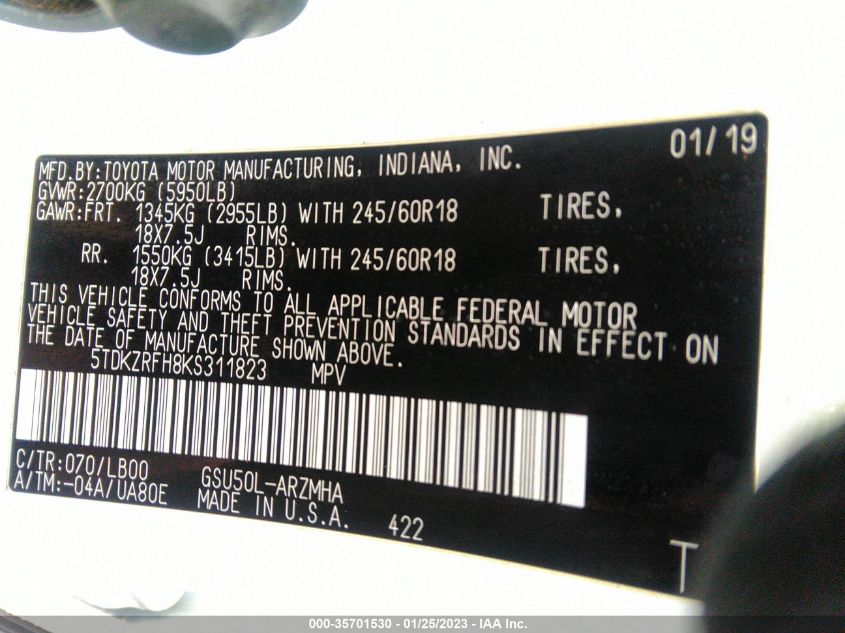 01/19
MFD.BY:TOYOTA MOTOR MANUFACTURING, INDIANA, INC.
GVWR:2700KG (5950LB)
GAWR:FRT. 1345KG (2955LB) WITH 245/60R18 TIRES.
18X7.5J RIMS.
RR. 1550KG (3415LB) WITH 245/60R18 TIRES.
18X7.5J RIMS.
THIS VEHICLE CONFORMS TO ALL APPLICABLE FEDERAL MOTOR
VEHICLE SAFETY AND THEFT PREVENTION STANDARDS IN EFFECT ON
THE DATE OF MANUFACTURE SHOWN ABOVE.
5TDKZRFH8KS311823 MPV
C/TR:070/LB00 GSU50L-ARZMHA
A/TM:-04A/UA80E MADE IN U.S.A. 422
T
000-35701530 - 01/25/2023 - IAA Inc.